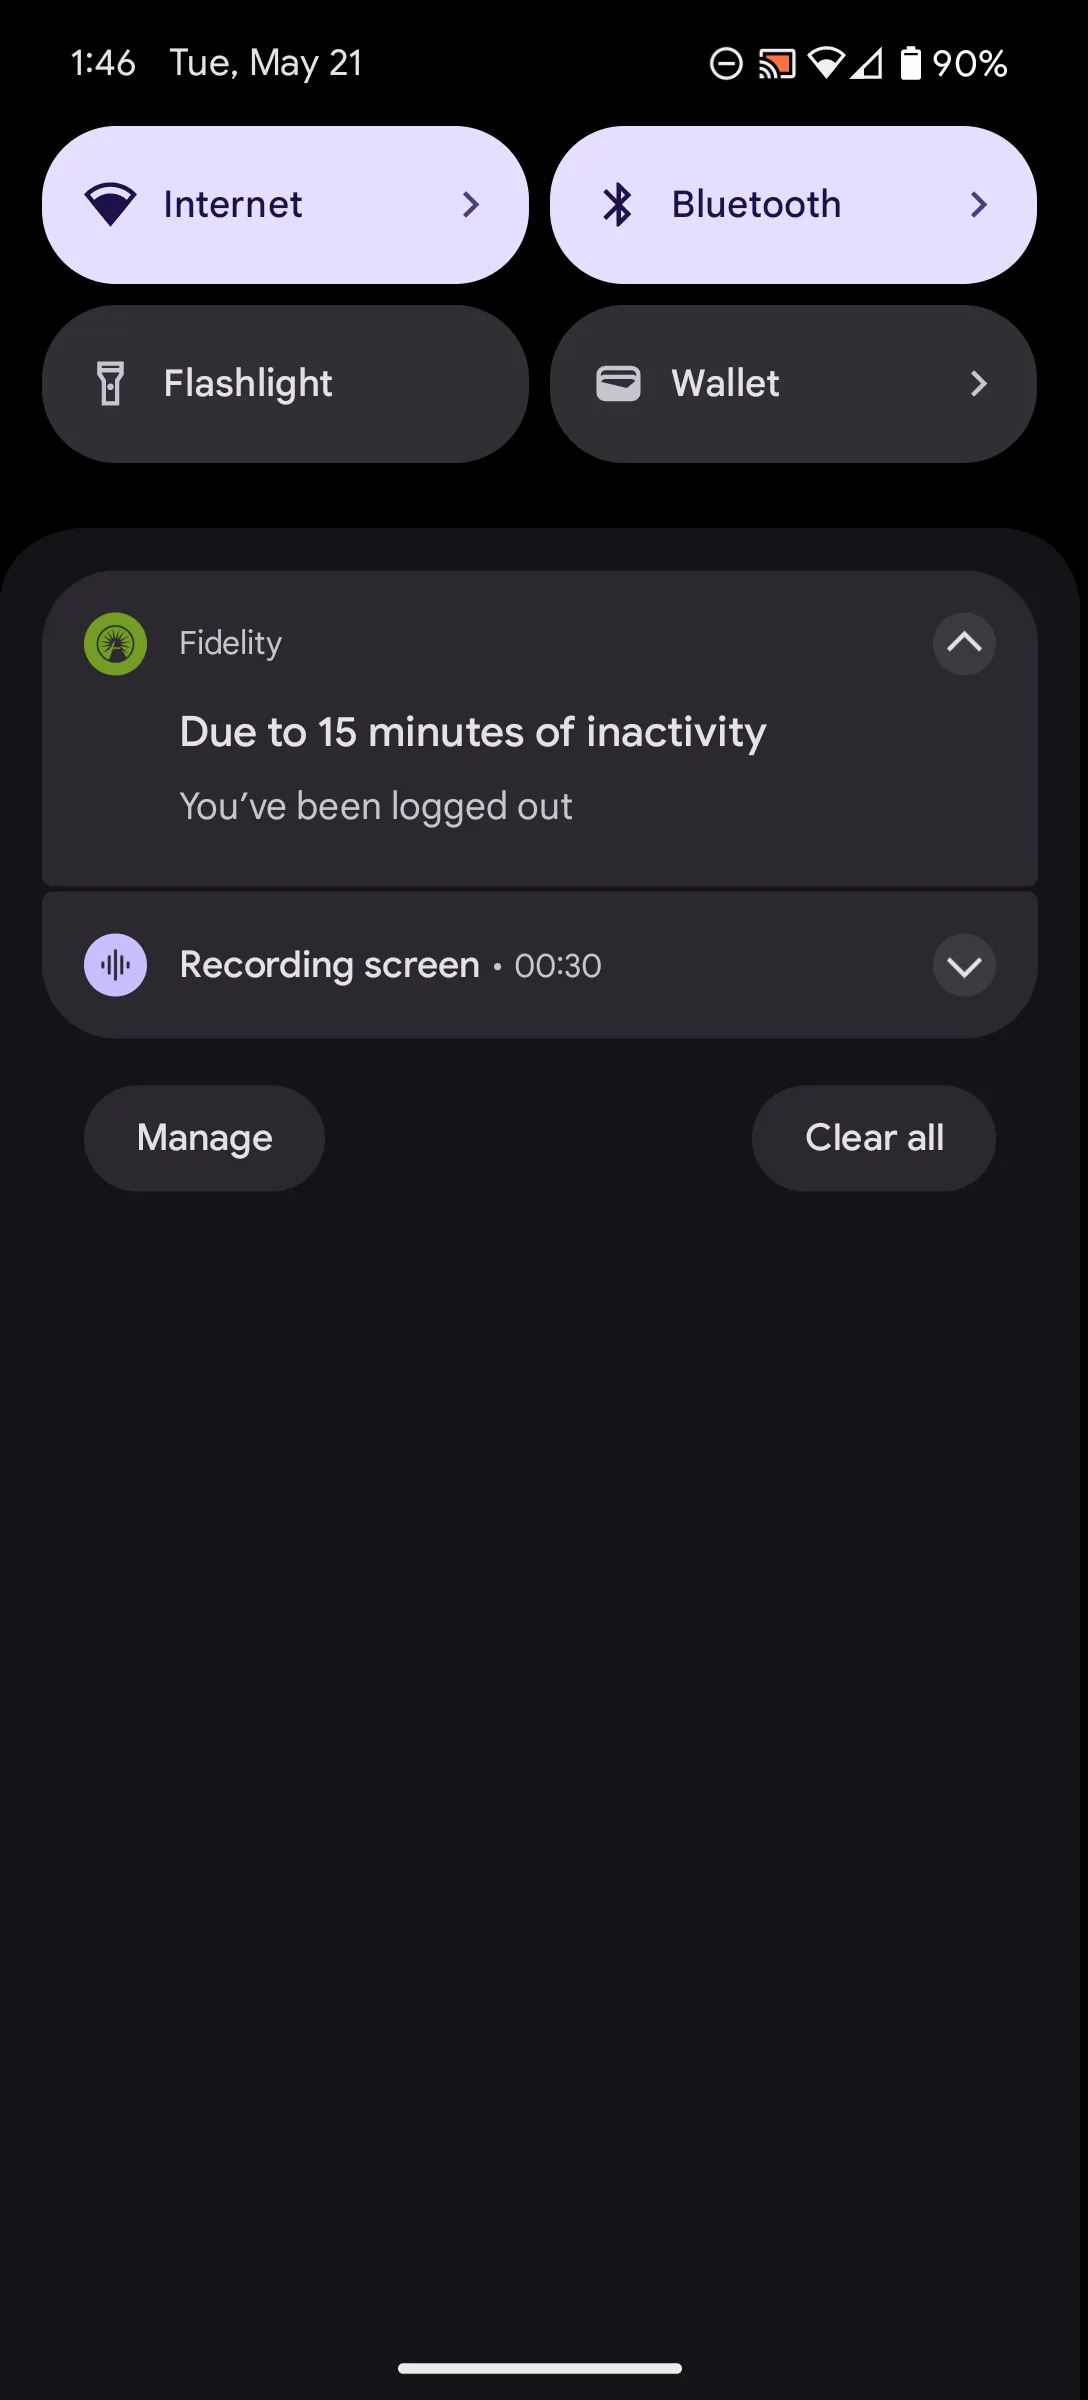 1:46 Tue, May 21 90%
Internet Bluetooth
Flashlight Wallet
Fidelity
Due to 15 minutes of inactivity
You’ve been logged out
Recording screen • 00:30
Manage Clear all